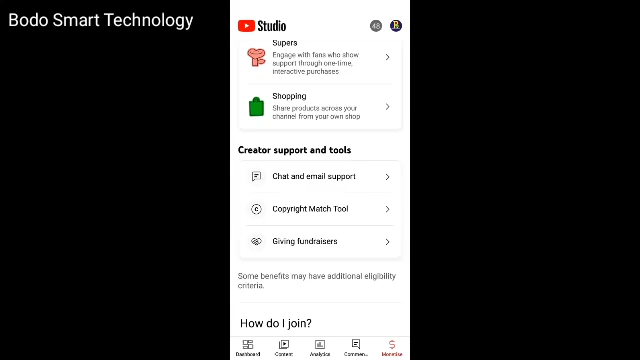 Bodo Smart Technology
Studio
48
Supers
Engage with fans who show
support through one-time,
interactive purchases
Shopping
Share products across your
channel from your own shop
Creator support and tools
Chat and email support
Copyright Match Tool
Giving fundraisers
Some benefits may have additional eligibility
criteria.
How do I join?
Dashboard Content Analytics Commen... Monetise